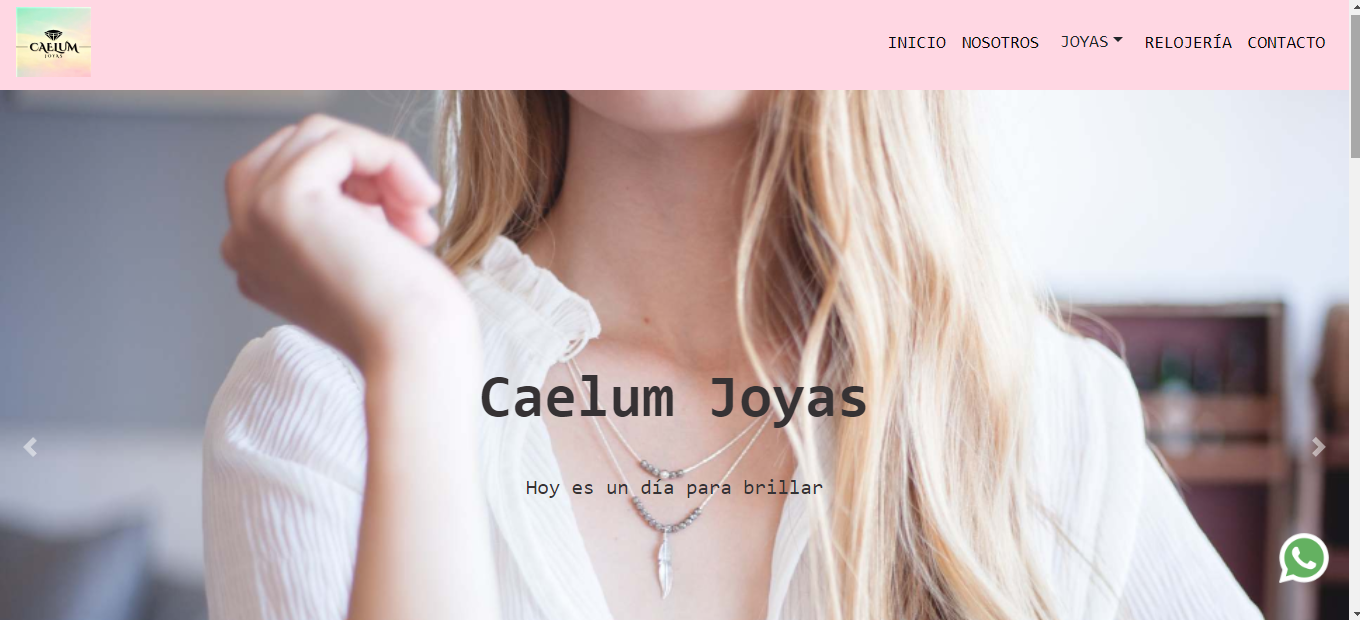 CAELUM
JOYAS
INICIO NOSOTROS JOYAS RELOJERÍA CONTACTO
Caelum Joyas
Hoy es un día para brillar